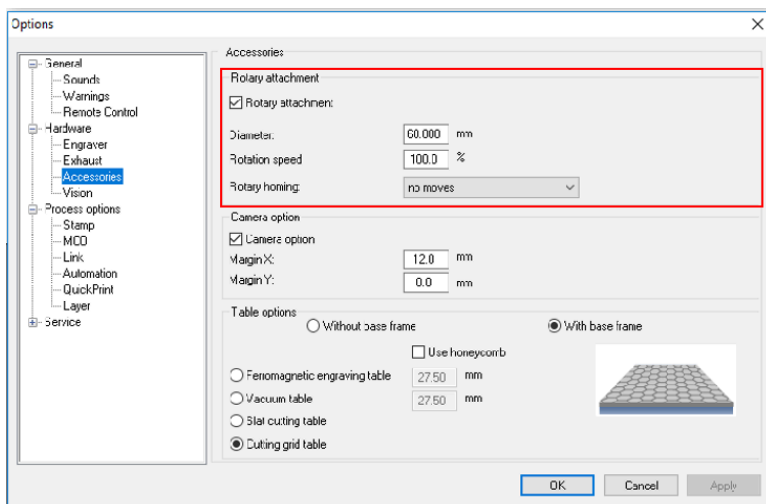 Options
General
Sounds
Warnings
Remote Control
Hardware
Engraver
Exhaust
Accessories
Vision
Process options
Stamp
MCO
Link
Automation
QuickPrint
Layer
Service
Accessories
Rotary attachment
Rotary attachment
Diameter: 60.000 mm
Rotation speed 100.0 %
Rotary homing: no moves
Camera option
Camera option
Margin X: 12.0 mm
Margin Y: 0.0 mm
Table options
Without base frame With base frame
Use honeycomb
Ferromagnetic engraving table 27.50 mm
Vacuum table 27.50 mm
Slat cutting table
Cutting grid table
OK Cancel Apply